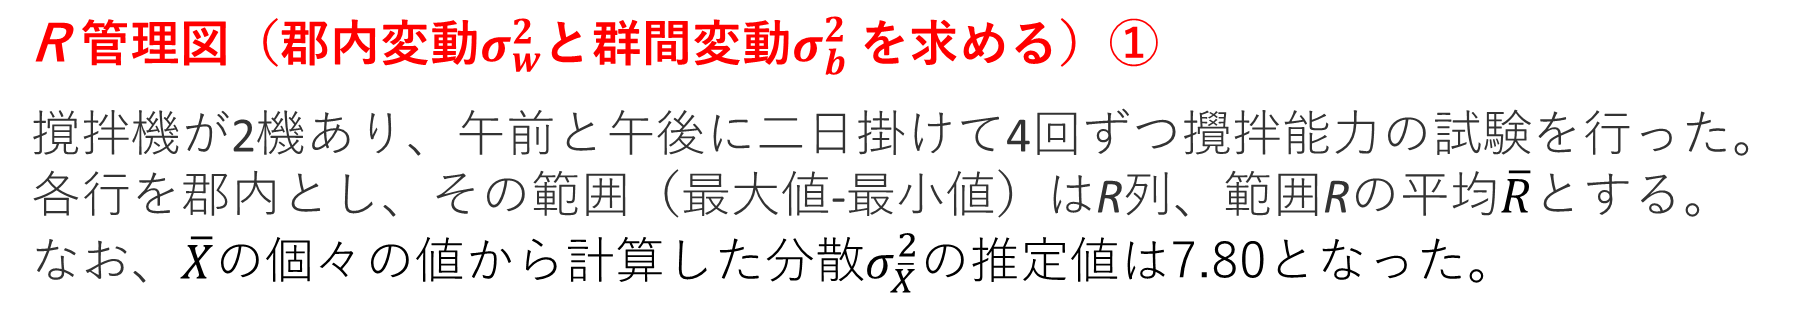 R 管理図（郡内変動σ_w^2と群間変動σ_b^2 を求める）①
撹拌機が2機あり、午前と午後に二日掛けて4回ずつ攪拌能力の試験を行った。
各行を郡内とし、その範囲（最大値-最小値）はR列、範囲Rの平均R̄とする。
なお、X̄の個々の値から計算した分散σ_X̄^2の推定値は7.80となった。